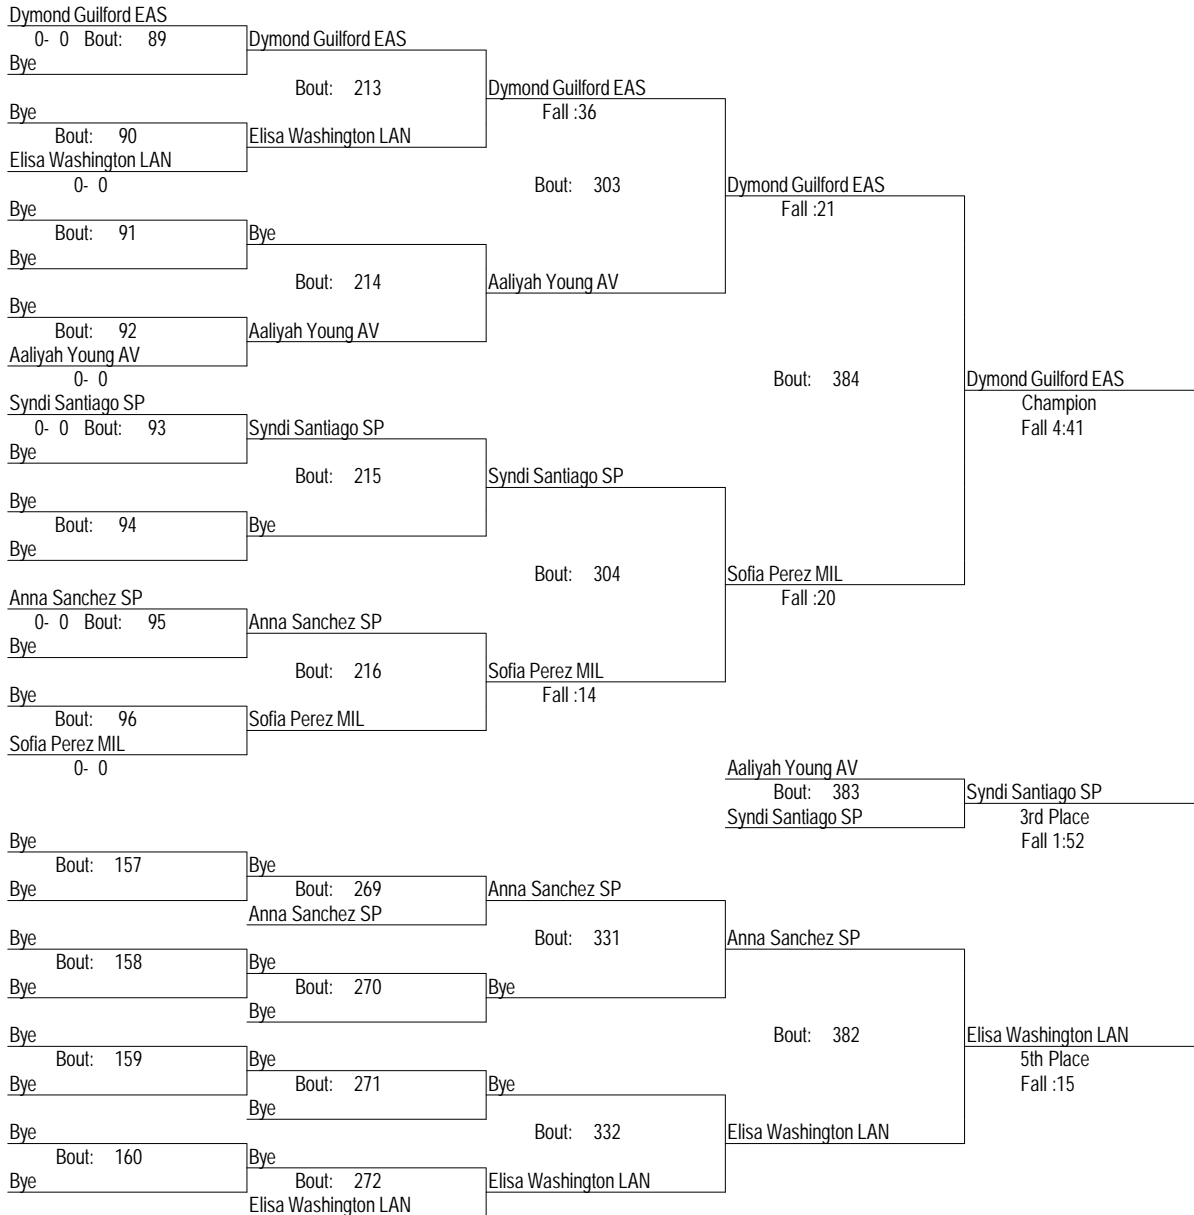 Dymond Guilford EAS
0- 0 Bout: 89 Dymond Guilford EAS
Bye
Bout: 213 Dymond Guilford EAS
Bye Fall :36
Bout: 90 Elisa Washington LAN
Elisa Washington LAN
0- 0 Bout: 303 Dymond Guilford EAS
Bye Fall :21
Bout: 91 Bye
Bye
Bout: 214 Aaliyah Young AV
Bye
Bout: 92 Aaliyah Young AV
Aaliyah Young AV
0- 0 Bout: 384 Dymond Guilford EAS
Syndi Santiago SP Champion
0- 0 Bout: 93 Syndi Santiago SP Fall 4:41
Bye
Bout: 215 Syndi Santiago SP
Bye
Bout: 94 Bye
Bye
Bout: 304 Sofia Perez MIL
Anna Sanchez SP Fall :20
0- 0 Bout: 95 Anna Sanchez SP
Bye
Bout: 216 Sofia Perez MIL
Bye Fall :14
Bout: 96 Sofia Perez MIL
Sofia Perez MIL
0- 0 Aaliyah Young AV
Bout: 383 Syndi Santiago SP
Syndi Santiago SP 3rd Place
Bye Fall 1:52
Bout: 157 Bye
Bye Bout: 269 Anna Sanchez SP
Anna Sanchez SP
Bye Bout: 331 Anna Sanchez SP
Bout: 158 Bye
Bye Bout: 270 Bye
Bye
Bye Bout: 382 Elisa Washington LAN
Bout: 159 Bye 5th Place
Bye Bout: 271 Bye Fall :15
Bye
Bye Bout: 332 Elisa Washington LAN
Bout: 160 Bye
Bye Bout: 272 Elisa Washington LAN
Elisa Washington LAN